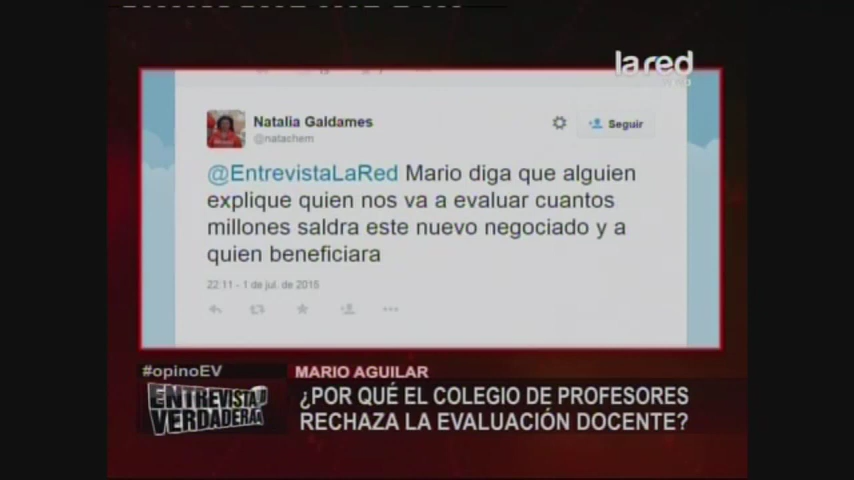 la red
Natalia Galdames
@natachem
Seguir
@EntrevistaLaRed Mario diga que alguien
explique quien nos va a evaluar cuantos
millones saldra este nuevo negociado y a
quien beneficiara
22:11 - 1 de jul. de 2015
#opinoEV
MARIO AGUILAR
ENTREVISTA
VERDADERA
¿POR QUÉ EL COLEGIO DE PROFESORES
RECHAZA LA EVALUACIÓN DOCENTE?